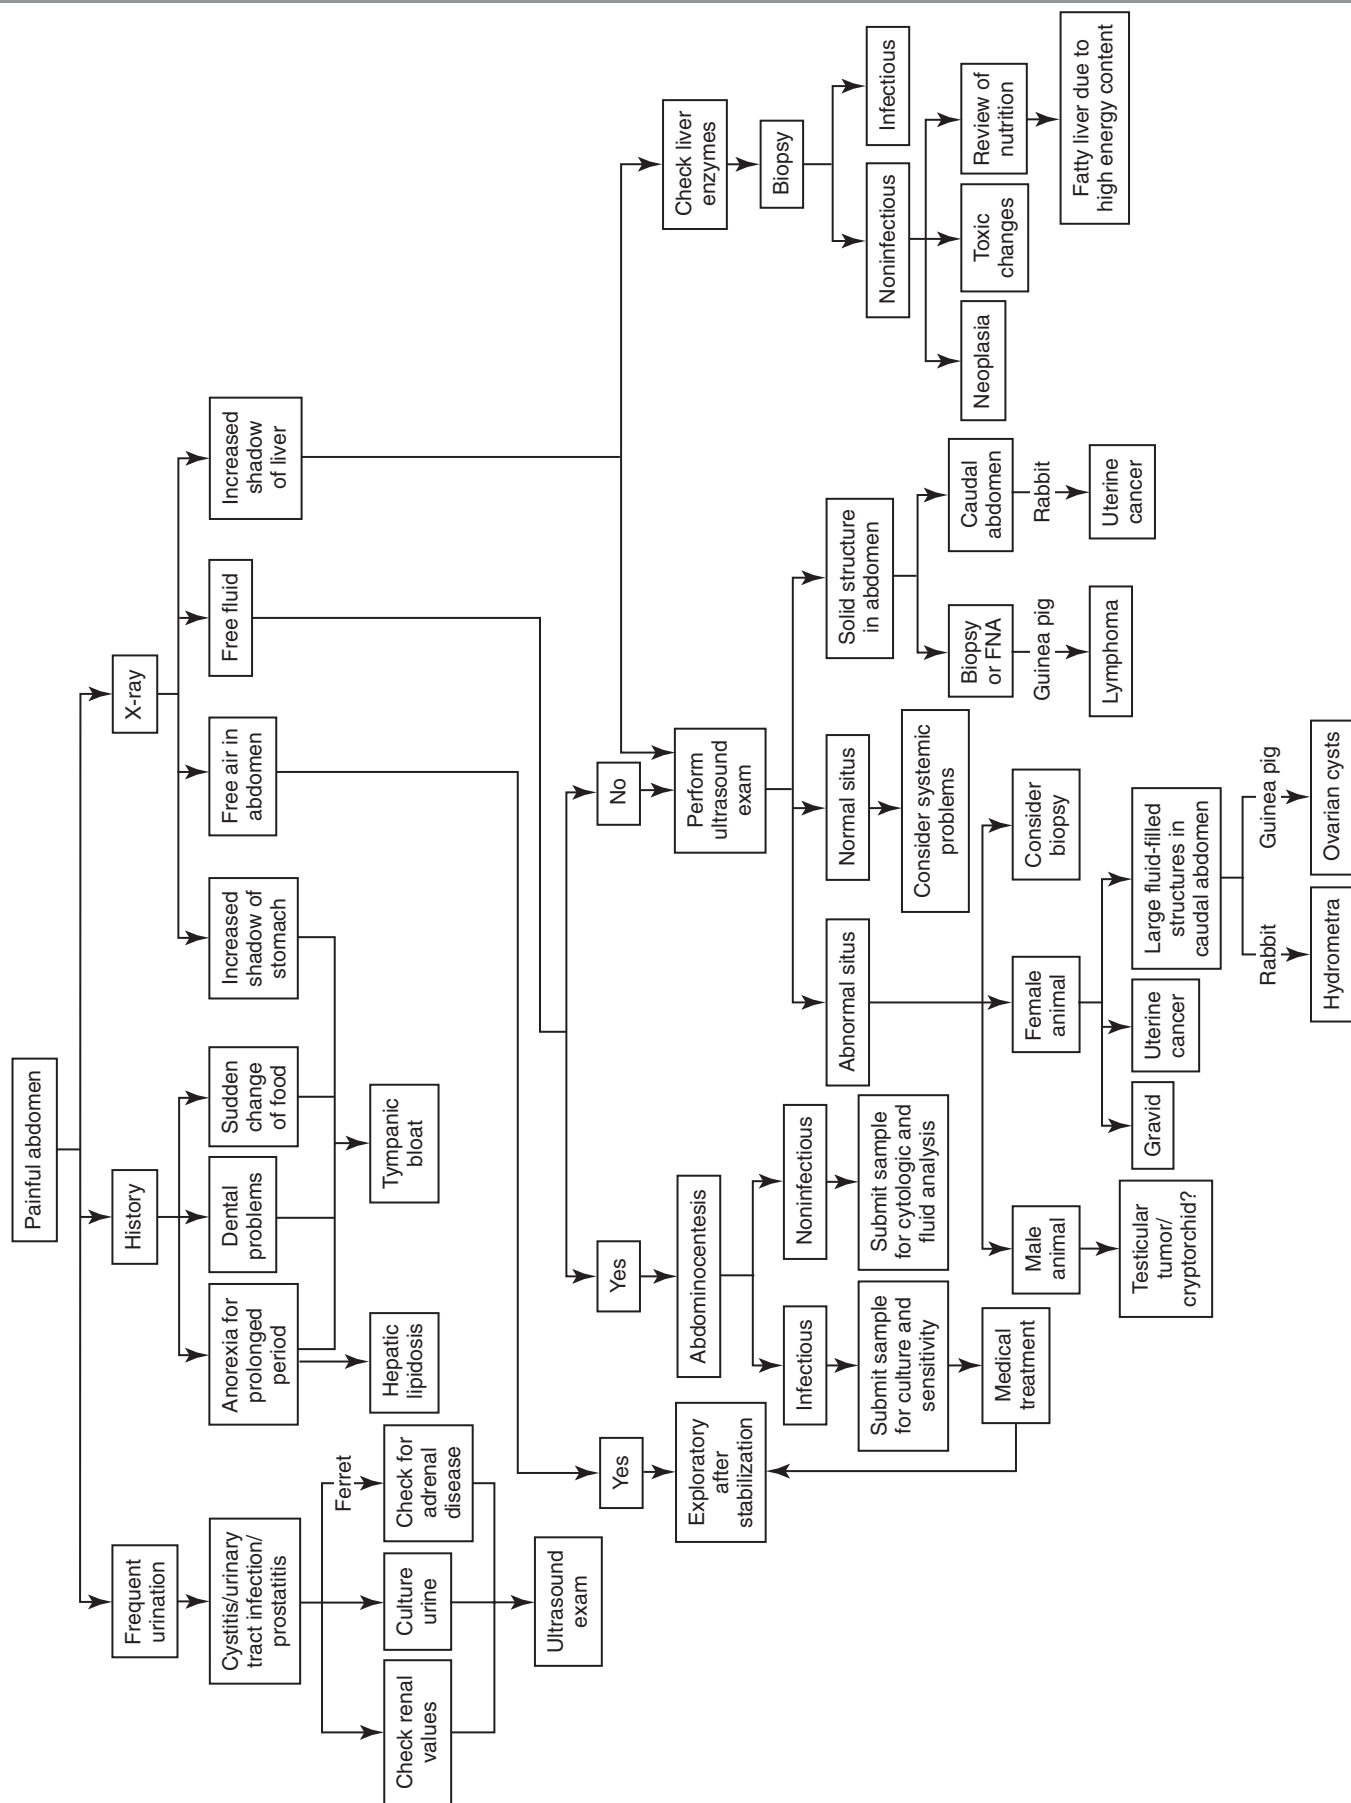 Painful abdomen
Frequent
urination
History
X-ray
Cystitis/urinary
tract infection/
prostatitis
Anorexia for
prolonged
period
Dental
problems
Sudden
change
of food
Increased
shadow of
stomach
Free air in
abdomen
Free fluid
Increased
shadow
of liver
Ferret
Check renal
values
Culture
urine
Check for
adrenal
disease
Hepatic
lipidosis
Tympanic
bloat
Ultrasound
exam
Yes
Yes
No
Exploratory
after
stabilization
Abdominocentesis
Perform
ultrasound
exam
Check liver
enzymes
Biopsy
Infectious
Noninfectious
Abnormal situs
Normal situs
Solid structure
in abdomen
Noninfectious
Infectious
Submit sample
for culture and
sensitivity
Submit sample
for cytologic and
fluid analysis
Consider systemic
problems
Biopsy
or FNA
Caudal
abdomen
Neoplasia
Toxic
changes
Review of
nutrition
Medical
treatment
Male
animal
Female
animal
Consider
biopsy
Guinea pig
Rabbit
Fatty liver due to
high energy content
Lymphoma
Uterine
cancer
Testicular
tumor/
cryptorchid?
Gravid
Uterine
cancer
Large fluid-filled
structures in
caudal abdomen
Rabbit
Guinea pig
Hydrometra
Ovarian cysts